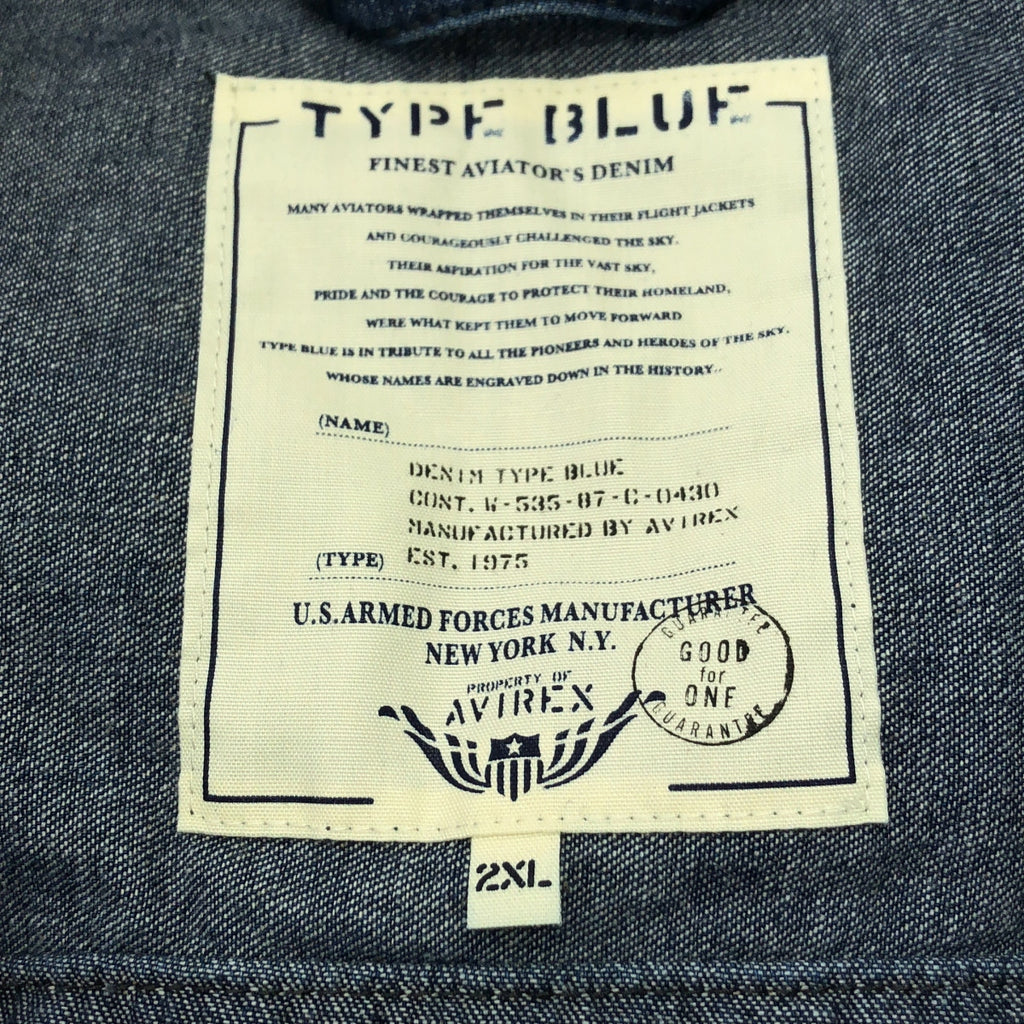 TYPE BLUE
FINEST AVIATOR'S DENIM
MANY AVIATORS WRAPPED THEMSELVES IN THEIR FLIGHT JACKETS
AND COURAGEOUSLY CHALLENGED THE SKY.
THEIR ASPIRATION FOR THE VAST SKY,
PRIDE AND THE COURAGE TO PROTECT THEIR HOMELAND,
WERE WHAT KEPT THEM TO MOVE FORWARD
TYPE BLUE IS IN TRIBUTE TO ALL THE PIONEERS AND HEROES OF THE SKY.
WHOSE NAMES ARE ENGRAVED DOWN IN THE HISTORY..
(NAME)
DENIM TYPE BLUE
CONT. W-535-87-C-0430
MANUFACTURED BY AVIREX
(TYPE) EST. 1975
U.S.ARMED FORCES MANUFACTURER
NEW YORK N.Y.
PROPERTY OF
AVIREX
GUARANTEE
GOOD
for
ONE
GUARANTEE
2XL